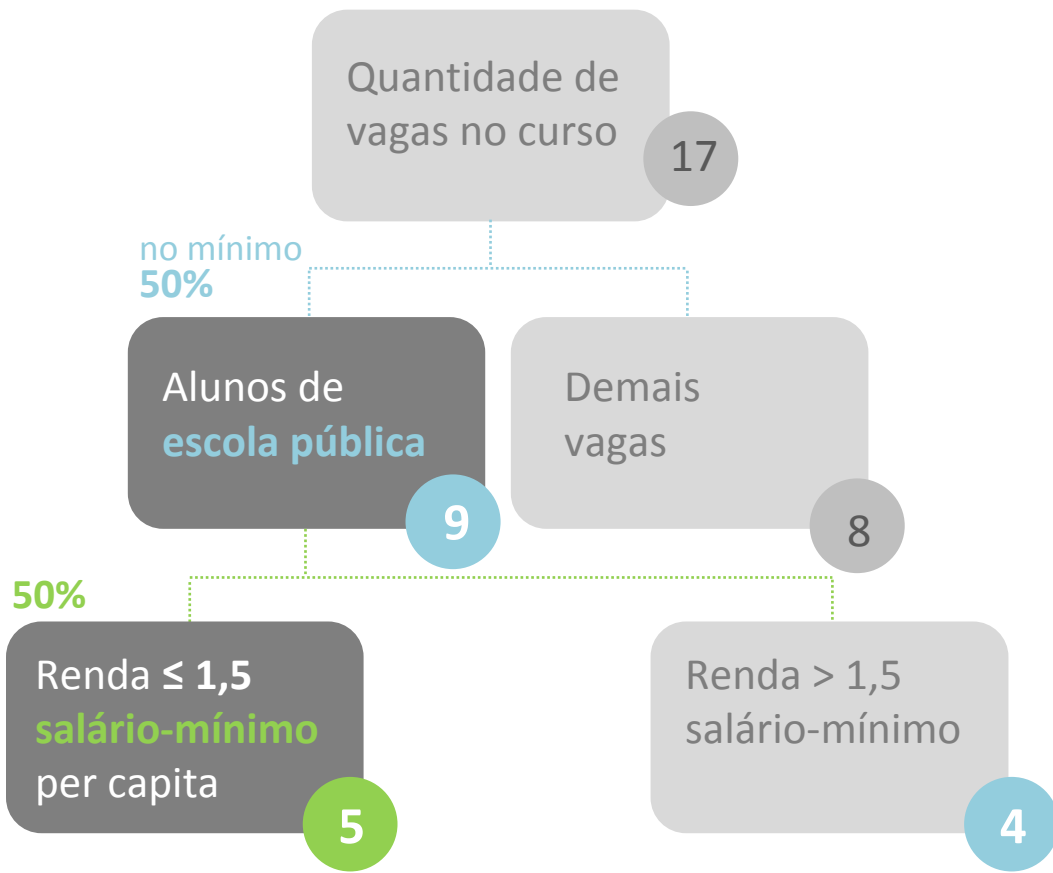 Quantidade de
vagas no curso
17
no mínimo
50%
Alunos de
escola pública
9
Demais
vagas
8
50%
Renda ≤ 1,5
salário-mínimo
per capita
5
Renda > 1,5
salário-mínimo
4